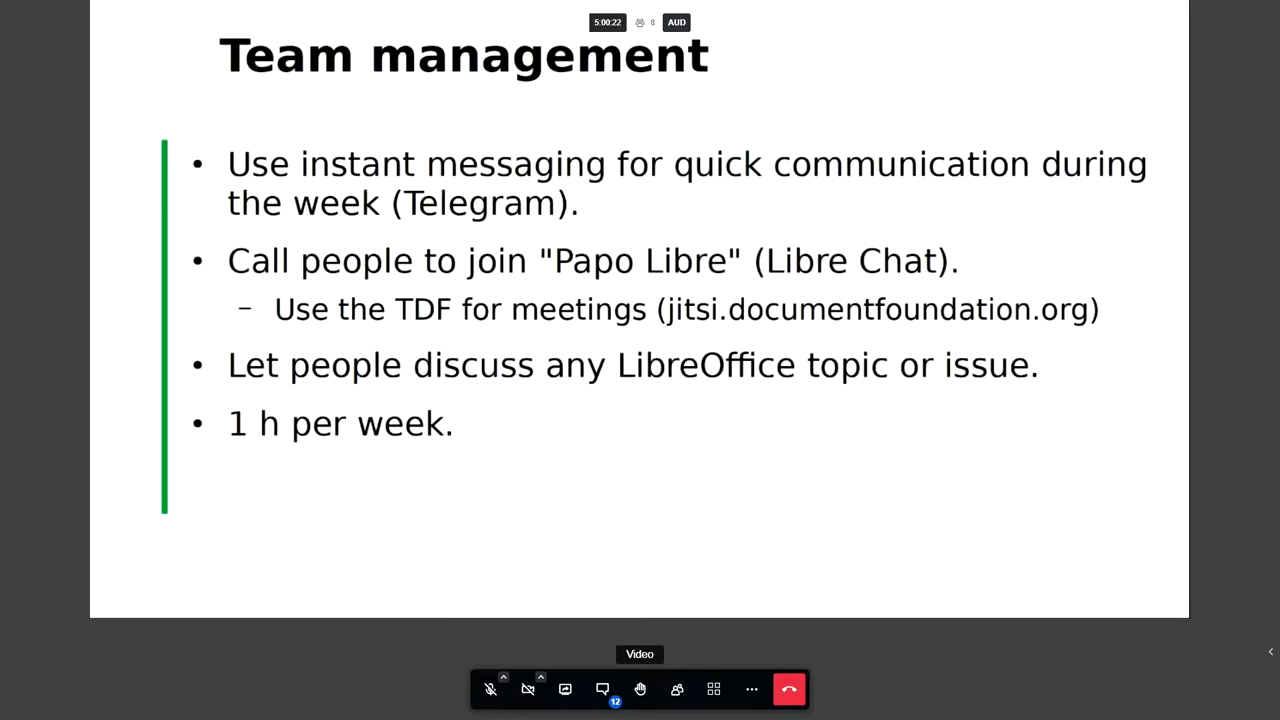 5:00:22 8 AUD
Team management
• Use instant messaging for quick communication during
the week (Telegram).
• Call people to join "Papo Libre" (Libre Chat).
– Use the TDF for meetings (jitsi.documentfoundation.org)
• Let people discuss any LibreOffice topic or issue.
• 1 h per week.
Video
12